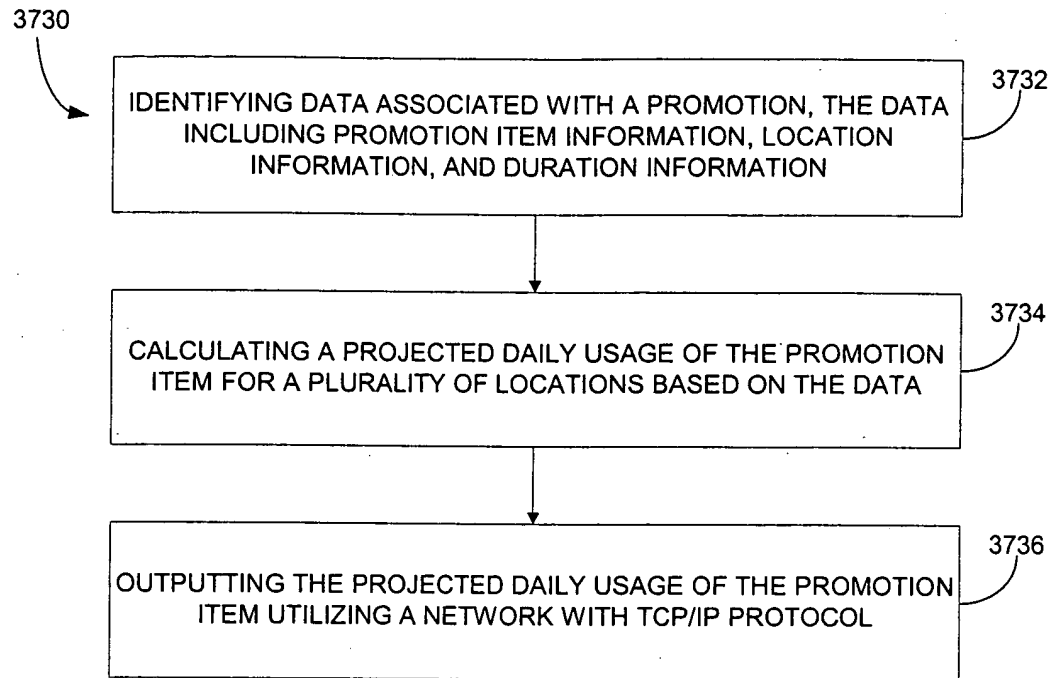 3730
3732
IDENTIFYING DATA ASSOCIATED WITH A PROMOTION, THE DATA
INCLUDING PROMOTION ITEM INFORMATION, LOCATION
INFORMATION, AND DURATION INFORMATION
3734
CALCULATING A PROJECTED DAILY USAGE OF THE PROMOTION
ITEM FOR A PLURALITY OF LOCATIONS BASED ON THE DATA
3736
OUTPUTTING THE PROJECTED DAILY USAGE OF THE PROMOTION
ITEM UTILIZING A NETWORK WITH TCP/IP PROTOCOL